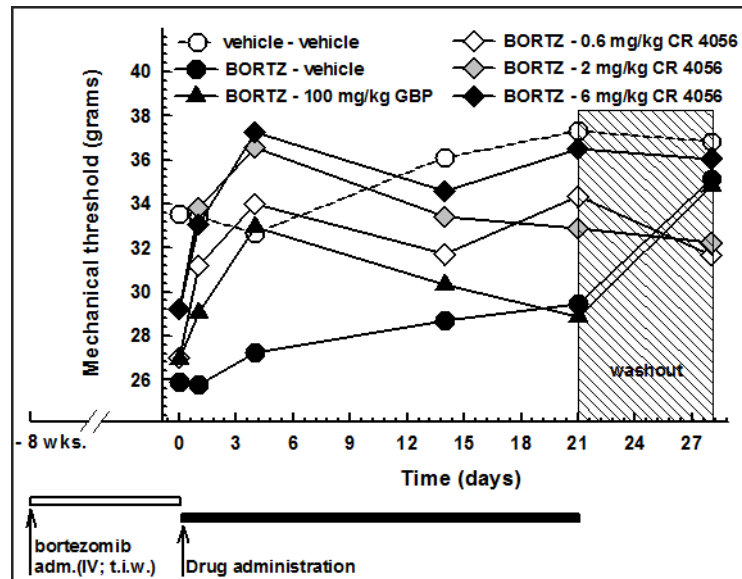 vehicle - vehicle
BORTZ - vehicle
BORTZ - 100 mg/kg GBP
BORTZ - 0.6 mg/kg CR 4056
BORTZ - 2 mg/kg CR 4056
BORTZ - 6 mg/kg CR 4056
Mechanical threshold (grams)
40
38
36
34
32
30
28
26
washout
- 8 wks.
0 3 6 9 12 15 18 21 24 27
Time (days)
bortezomib
adm.(IV; t.i.w.)
Drug administration